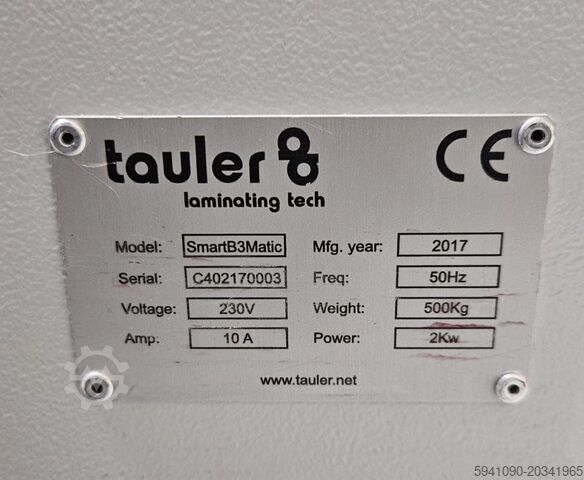 tauler
CE
laminating tech
Model: SmartB3Matic Mfg. year: 2017
Serial: C402170003 Freq: 50Hz
Voltage: 230V Weight: 500Kg
Amp: 10 A Power: 2Kw
www.tauler.net
5941090-20341965